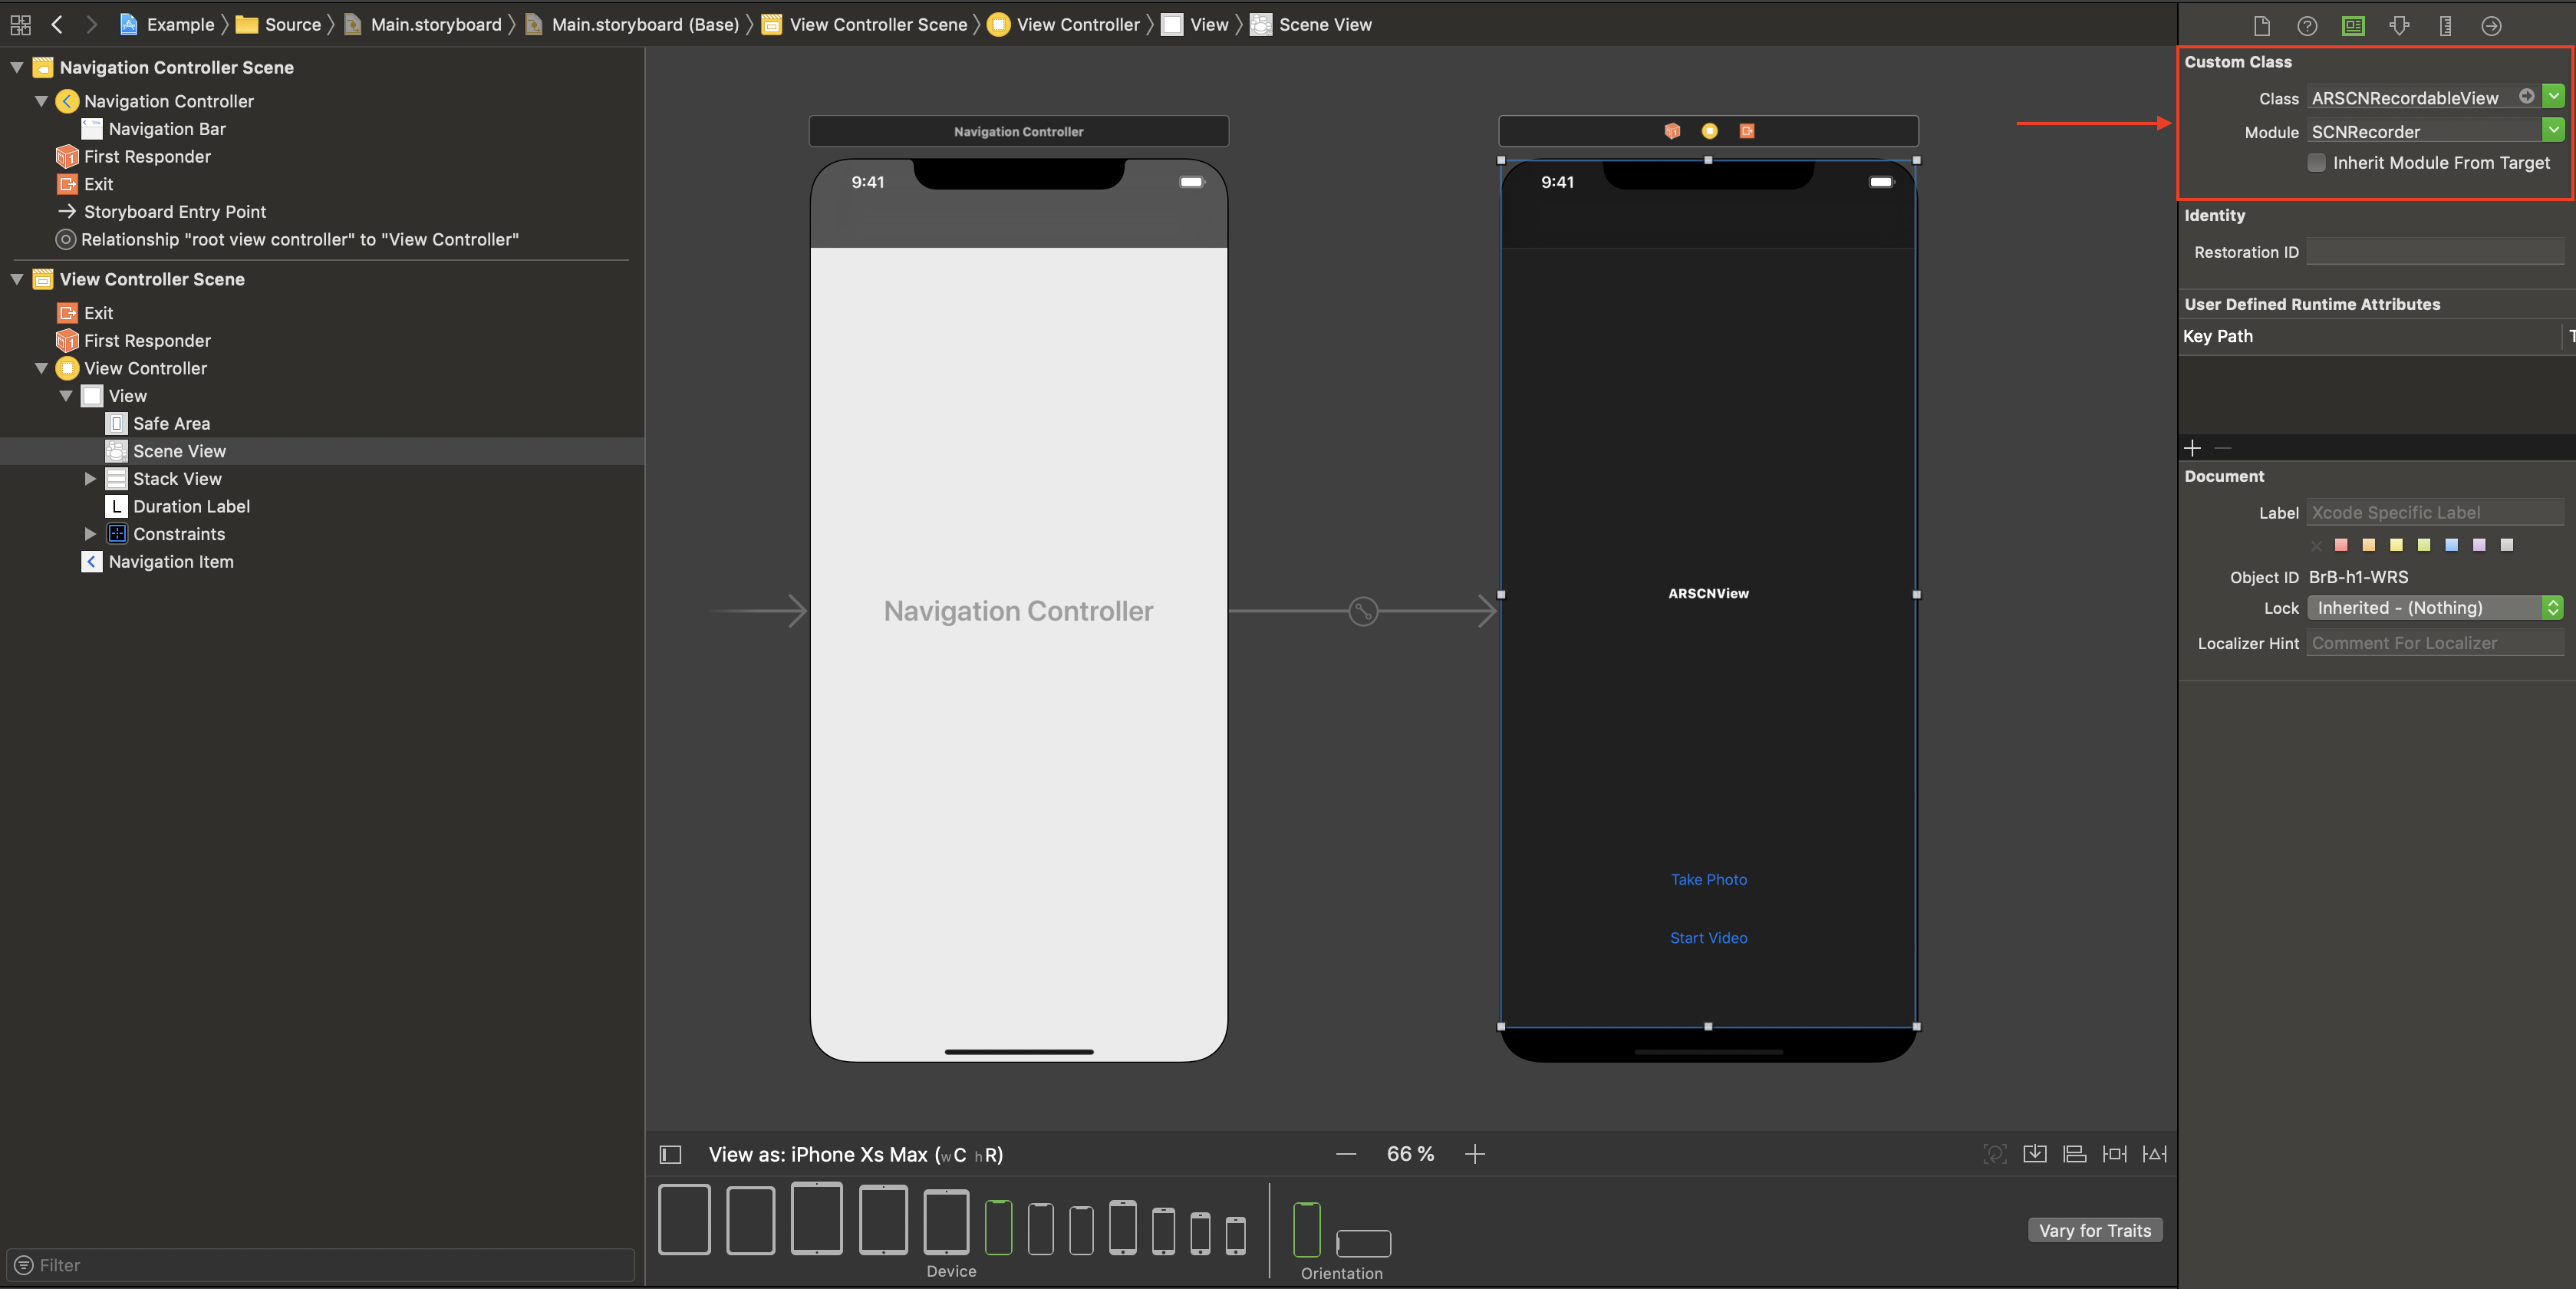 Example Source Main.storyboard Main.storyboard (Base) View Controller Scene View Controller View Scene View
Navigation Controller Scene
Navigation Controller
Navigation Bar
First Responder
Exit
Storyboard Entry Point
Relationship "root view controller" to "View Controller"
View Controller Scene
Exit
First Responder
View Controller
View
Safe Area
Scene View
Stack View
L Duration Label
Constraints
Navigation Item
Filter
Navigation Controller
9:41
Navigation Controller
9:41
ARSCNView
Take Photo
Start Video
View as: iPhone Xs Max (wC hR)
66 %
Device
Orientation
Vary for Traits
Custom Class
Class ARSCNRecordableView
Module SCNRecorder
Inherit Module From Target
Identity
Restoration ID
User Defined Runtime Attributes
Key Path T
Document
Label Xcode Specific Label
Object ID BrB-h1-WRS
Lock Inherited - (Nothing)
Localizer Hint Comment For Localizer